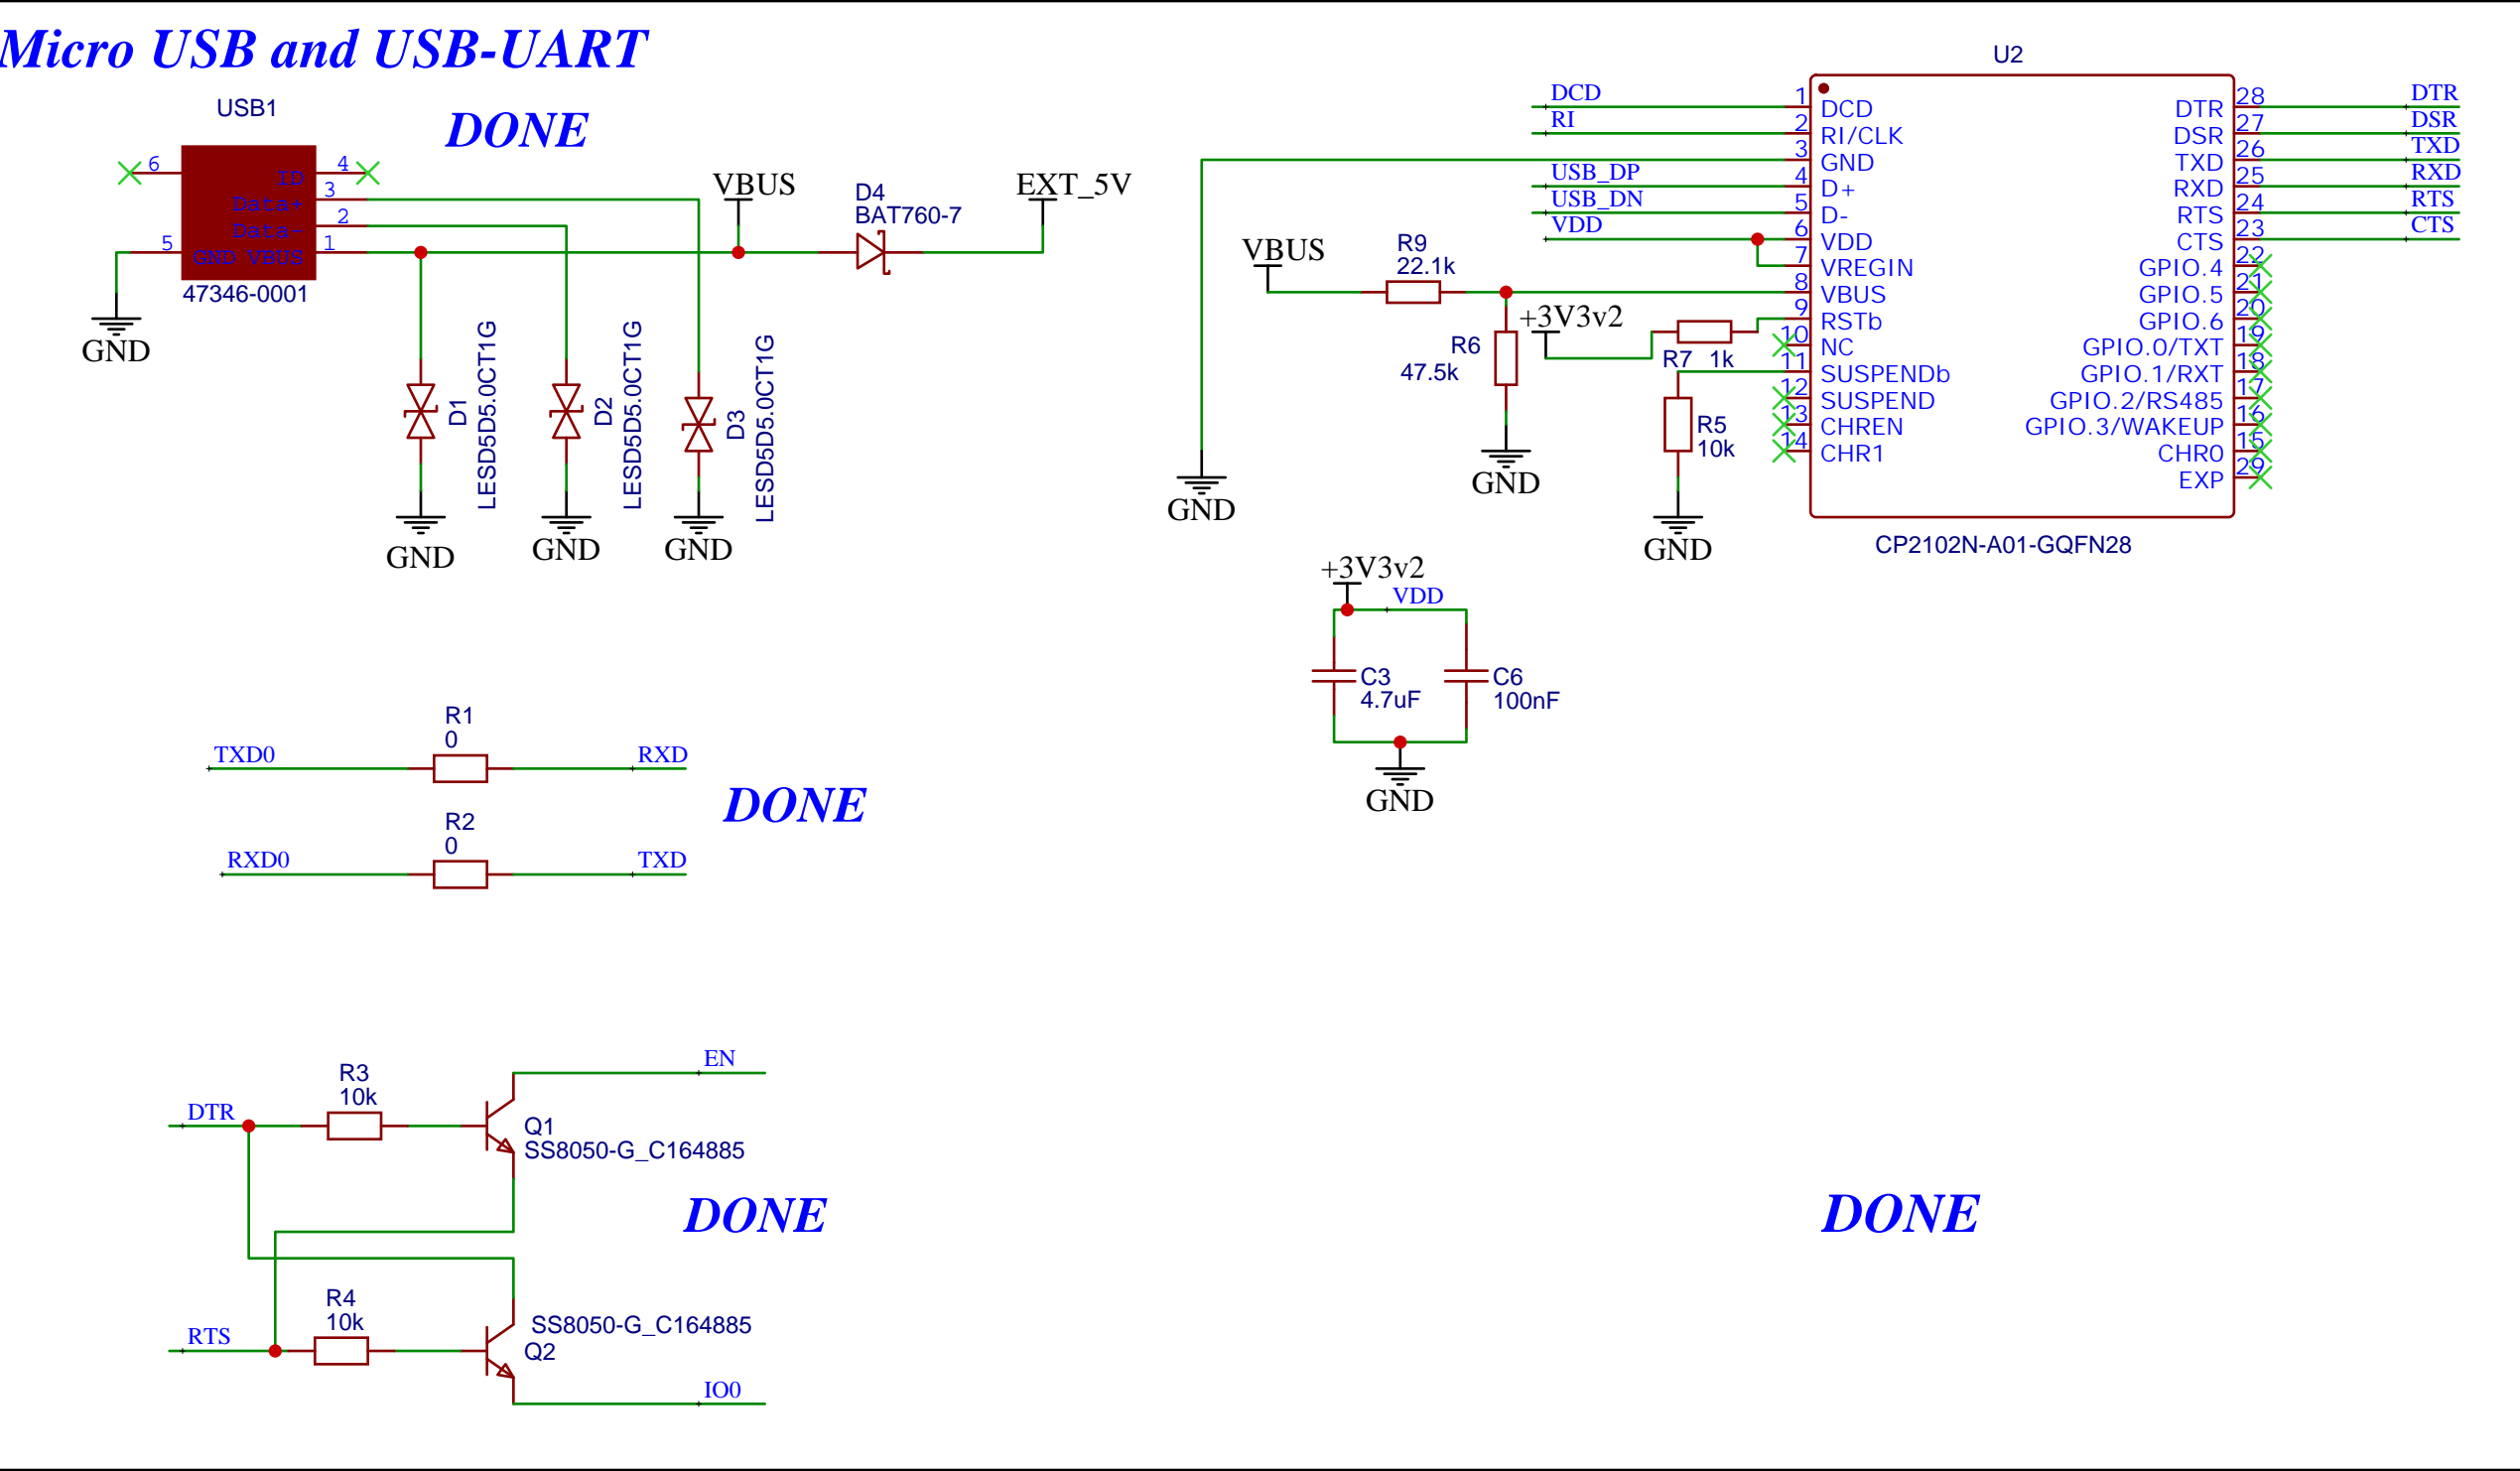 Micro USB and USB-UART
USB1
DONE
6
4
ID
3
Data+
2
Data-
5
1
GND VBUS
47346-0001
GND
VBUS
D4
BAT760-7
EXT_5V
D1
LESD5D5.0CT1G
D2
LESD5D5.0CT1G
D3
LESD5D5.0CT1G
GND
GND
GND
U2
DCD
1
DCD
RI
2
RI/CLK
3
GND
USB_DP
4
D+
USB_DN
5
D-
VDD
6
VDD
7
VREGIN
8
VBUS
9
RSTb
10
NC
11
SUSPENDb
12
SUSPEND
13
CHREN
14
CHR1
DTR
28
DTR
DSR
27
DSR
TXD
26
TXD
RXD
25
RXD
RTS
24
RTS
CTS
23
CTS
GPIO.4
22
GPIO.5
21
GPIO.6
20
GPIO.0/TXT
19
GPIO.1/RXT
18
GPIO.2/RS485
17
GPIO.3/WAKEUP
16
CHR0
15
EXP
29
CP2102N-A01-GQFN28
VBUS
R9
22.1k
R6
47.5k
+3V3v2
R7 1k
R5
10k
GND
GND
GND
+3V3v2
VDD
C3
4.7uF
C6
100nF
GND
R1
0
TXD0
RXD
R2
0
RXD0
TXD
DONE
EN
R3
10k
DTR
Q1
SS8050-G_C164885
DONE
R4
10k
RTS
SS8050-G_C164885
Q2
IO0
DONE